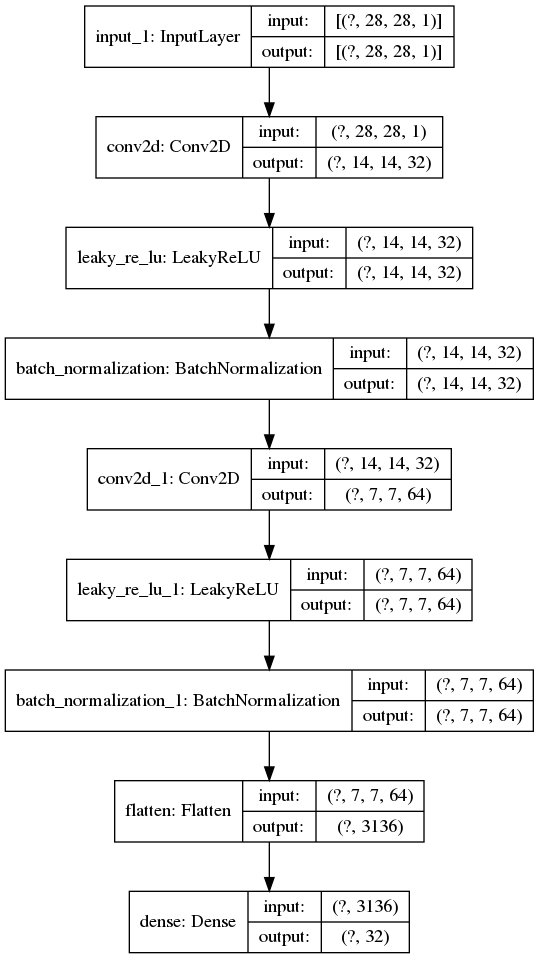 input_1: InputLayer
input: [(?, 28, 28, 1)]
output: [(?, 28, 28, 1)]
conv2d: Conv2D
input: (?, 28, 28, 1)
output: (?, 14, 14, 32)
leaky_re_lu: LeakyReLU
input: (?, 14, 14, 32)
output: (?, 14, 14, 32)
batch_normalization: BatchNormalization
input: (?, 14, 14, 32)
output: (?, 14, 14, 32)
conv2d_1: Conv2D
input: (?, 14, 14, 32)
output: (?, 7, 7, 64)
leaky_re_lu_1: LeakyReLU
input: (?, 7, 7, 64)
output: (?, 7, 7, 64)
batch_normalization_1: BatchNormalization
input: (?, 7, 7, 64)
output: (?, 7, 7, 64)
flatten: Flatten
input: (?, 7, 7, 64)
output: (?, 3136)
dense: Dense
input: (?, 3136)
output: (?, 32)